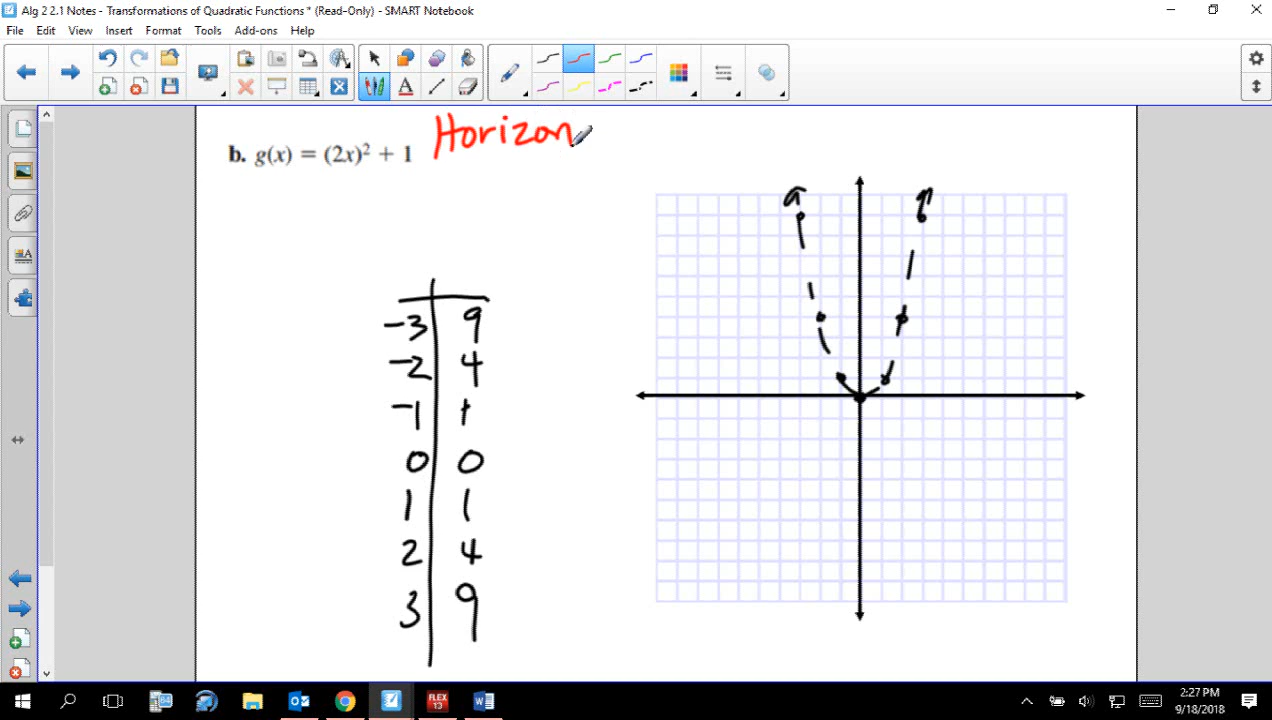 Alg 2 2.1 Notes - Transformations of Quadratic Functions * (Read-Only) - SMART Notebook
File Edit View Insert Format Tools Add-ons Help
Horizon
b. g(x) = (2x)² + 1
-3 9
-2 4
-1 1
0 0
1 1
2 4
3 9
FLEX 13
2:27 PM
9/18/2018